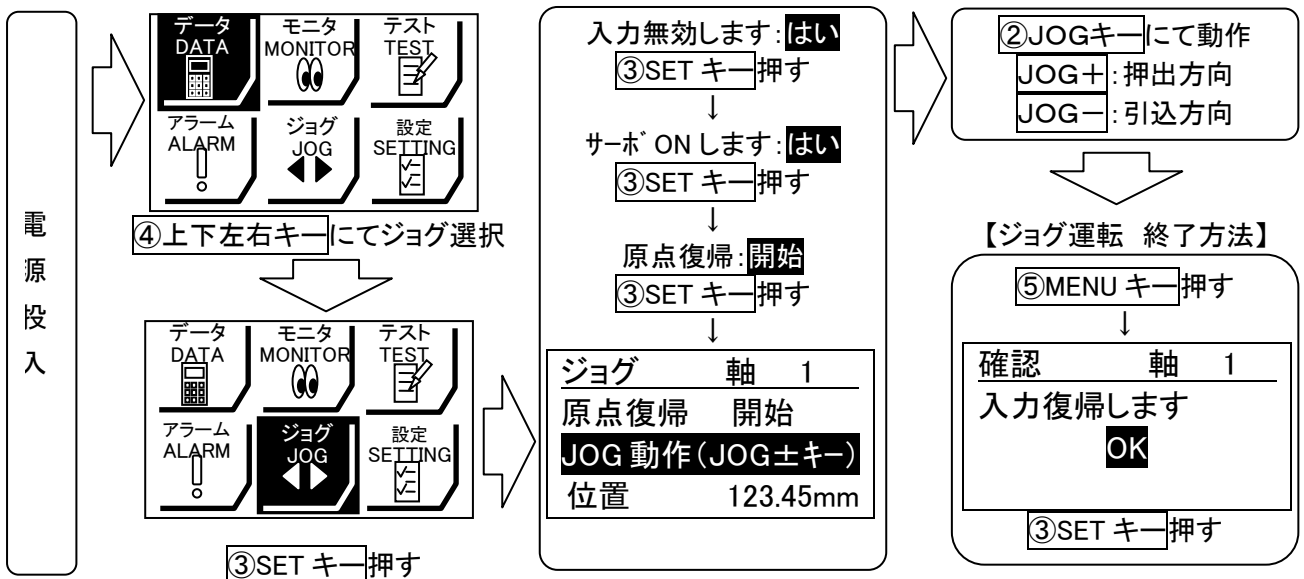 電源投入
データ モニタ テスト
DATA MONITOR TEST
アラーム ジョグ 設定
ALARM JOG SETTING
④上下左右キーにてジョグ選択
データ モニタ テスト
DATA MONITOR TEST
アラーム ジョグ 設定
ALARM JOG SETTING
③SET キー押す
入力無効します:はい
③SET キー押す
↓
サーボ ON します:はい
③SET キー押す
↓
原点復帰:開始
③SET キー押す
↓
ジョグ 軸 1
原点復帰 開始
JOG 動作(JOG±キー)
位置 123.45mm
②JOGキーにて動作
JOG+:押出方向
JOG-:引込方向
【ジョグ運転 終了方法】
⑤MENU キー押す
↓
確認 軸 1
入力復帰します
OK
③SET キー押す